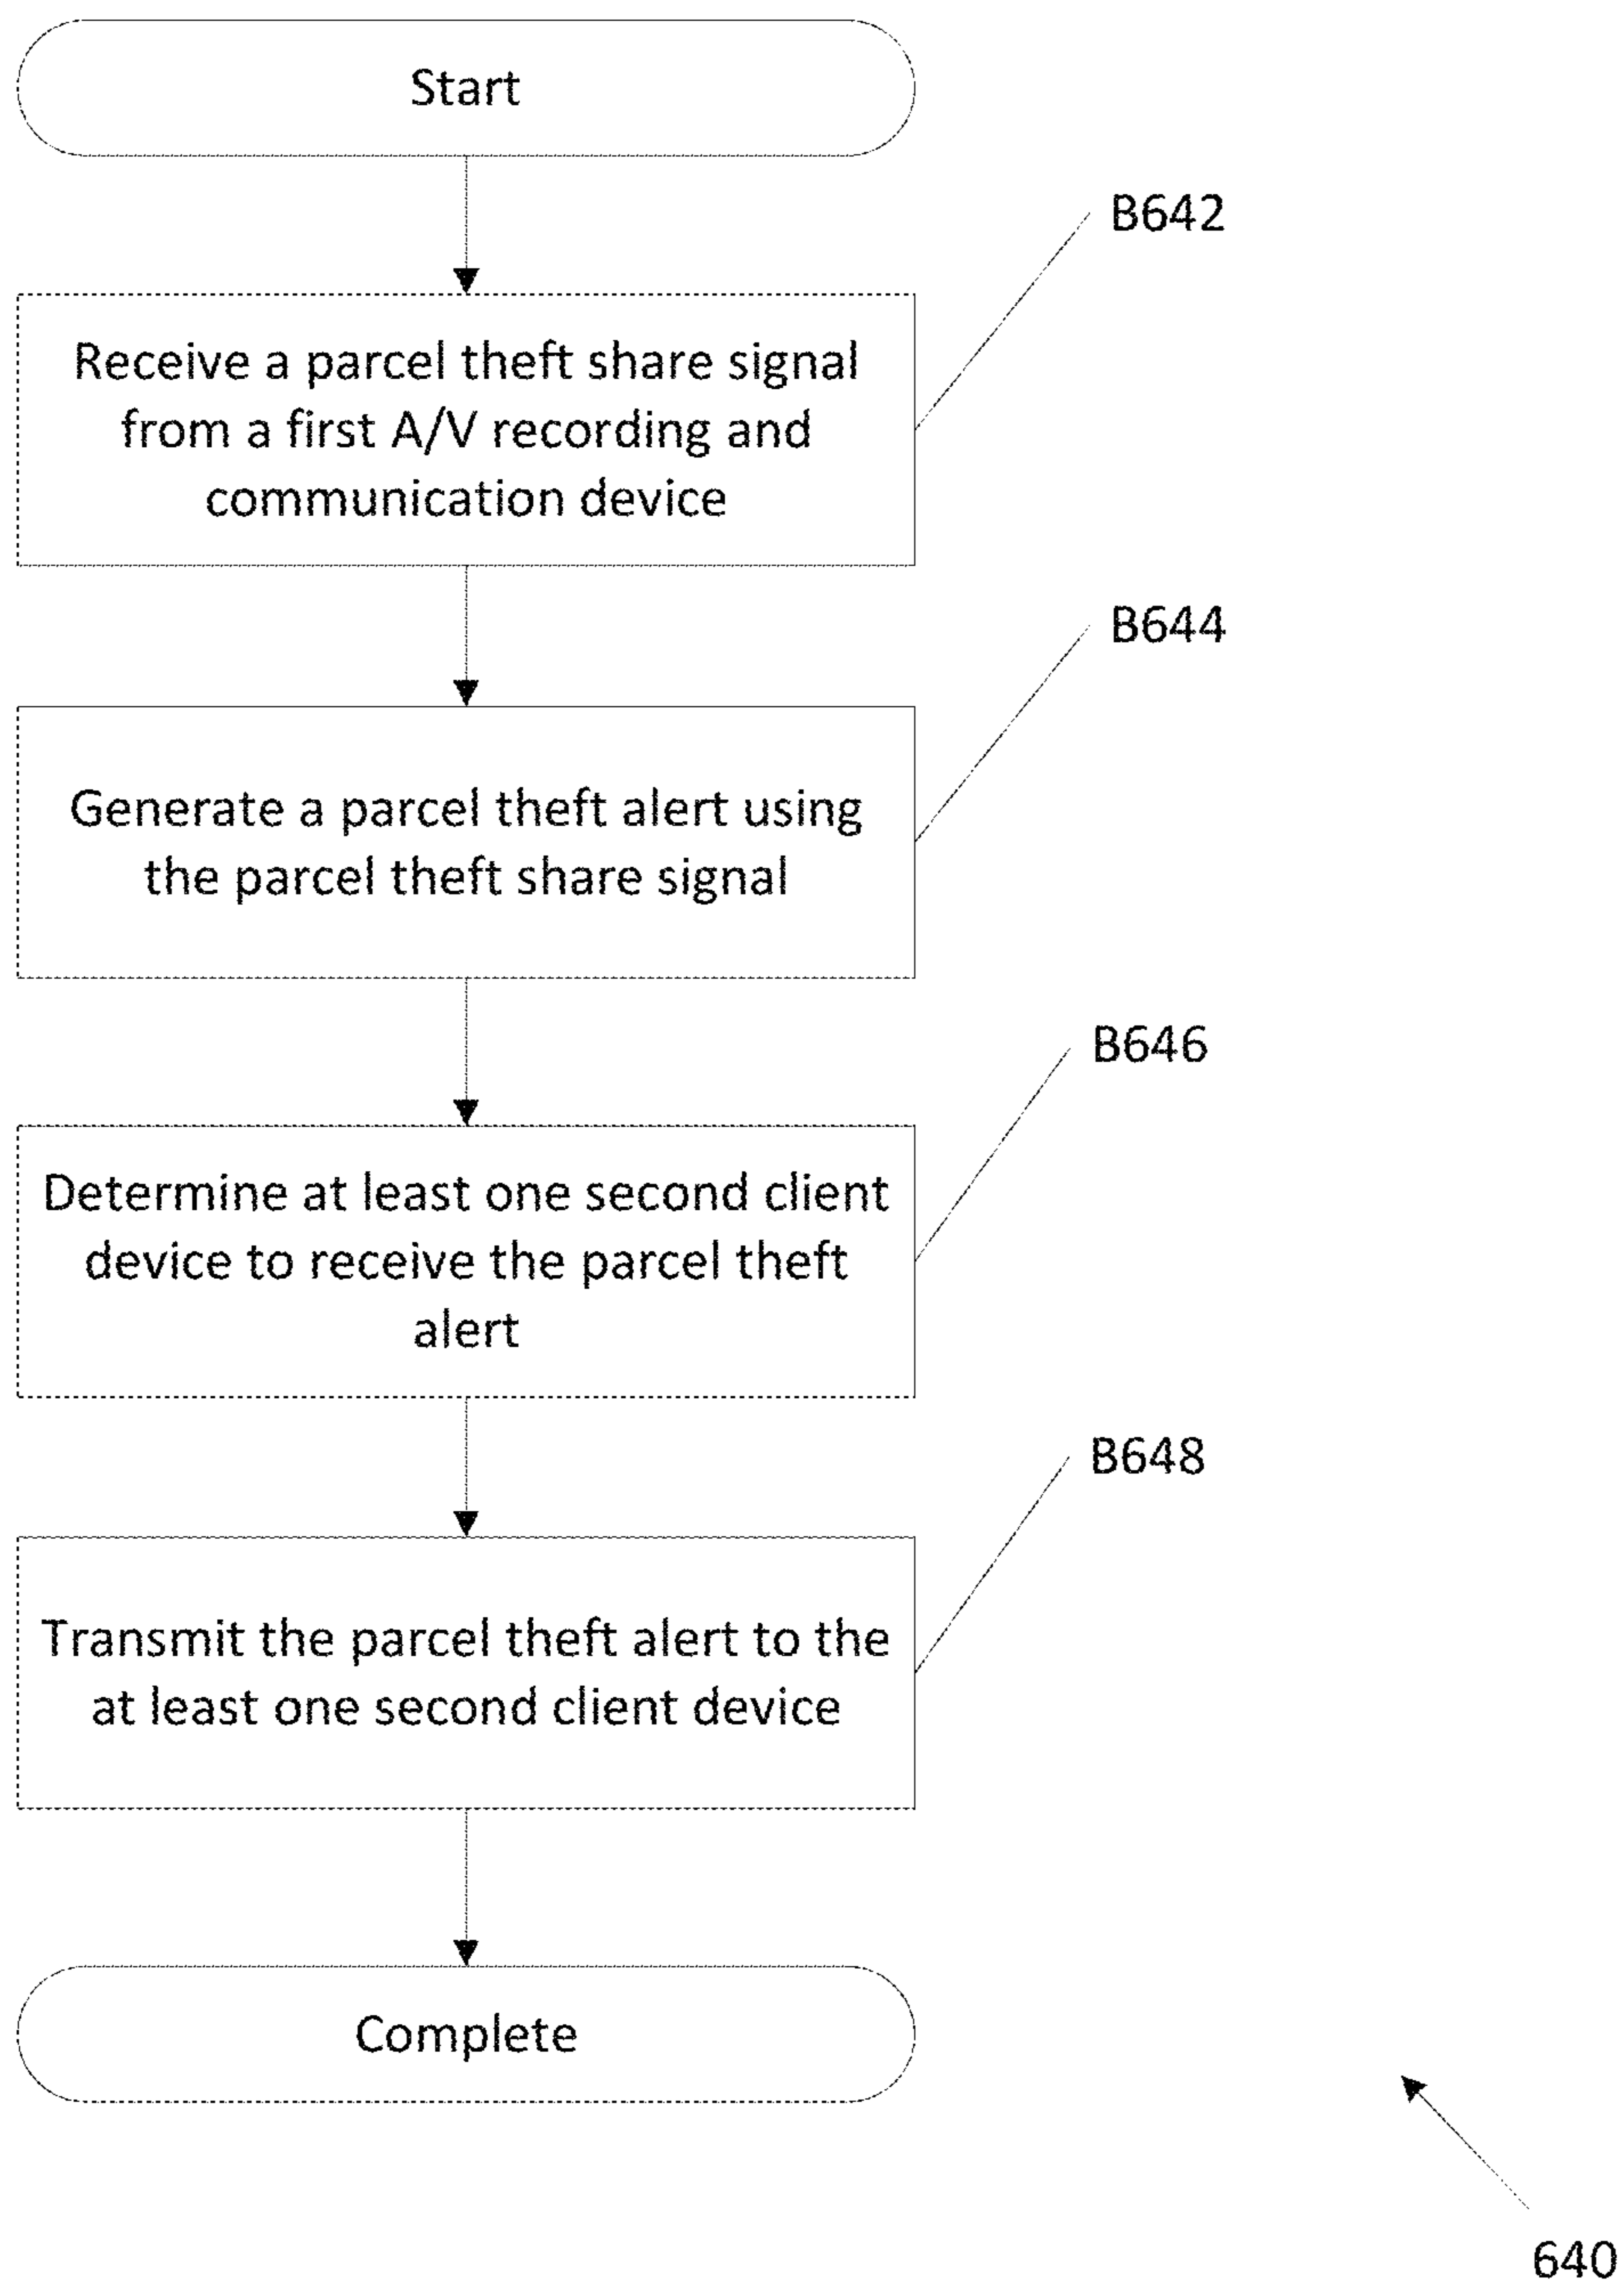 Start
B642
Receive a parcel theft share signal
from a first A/V recording and
communication device
B644
Generate a parcel theft alert using
the parcel theft share signal
B646
Determine at least one second client
device to receive the parcel theft
alert
B648
Transmit the parcel theft alert to the
at least one second client device
Complete
640